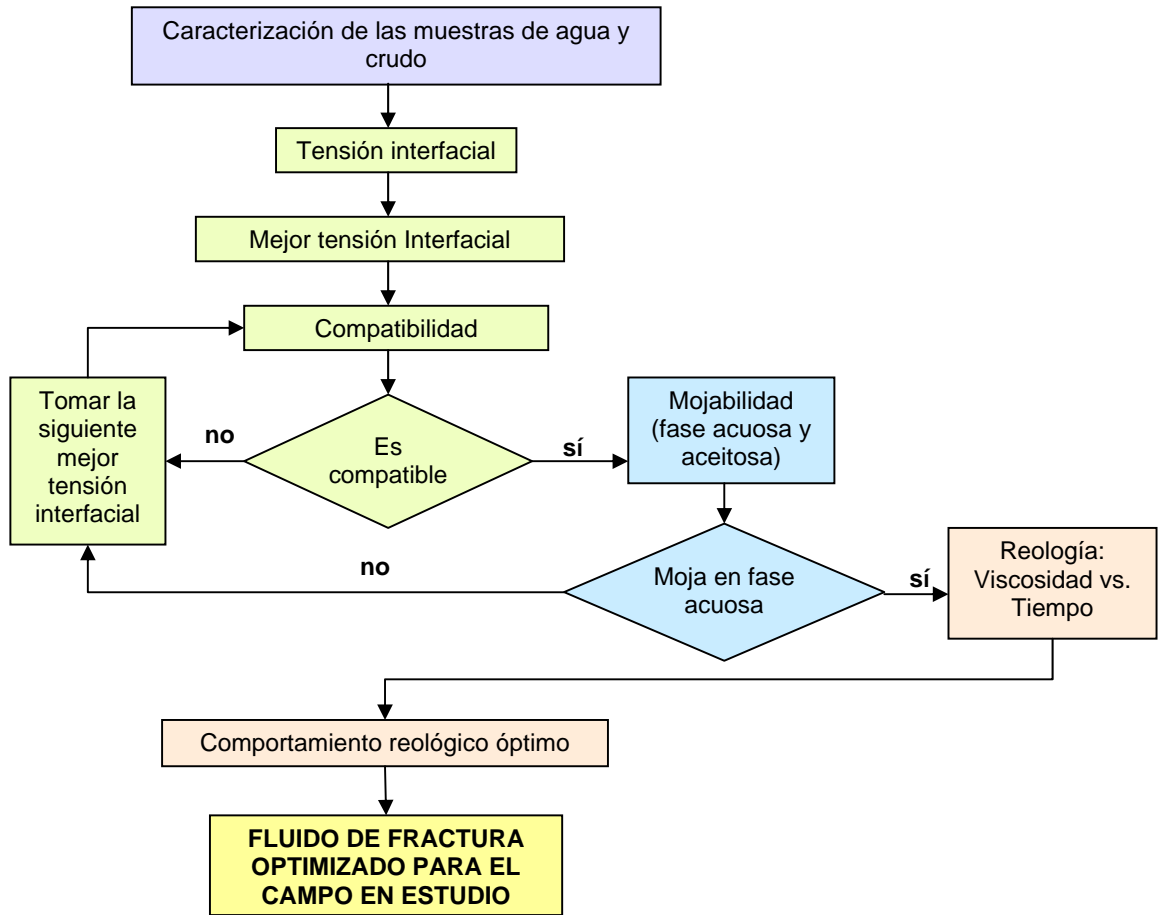 Caracterización de las muestras de agua y
crudo
Tensión interfacial
Mejor tensión Interfacial
Compatibilidad
Tomar la
siguiente
mejor
tensión
interfacial
no
Es
compatible
sí
Mojabilidad
(fase acuosa y
aceitosa)
no
Moja en fase
acuosa
sí
Reología:
Viscosidad vs.
Tiempo
Comportamiento reológico óptimo
FLUIDO DE FRACTURA
OPTIMIZADO PARA EL
CAMPO EN ESTUDIO